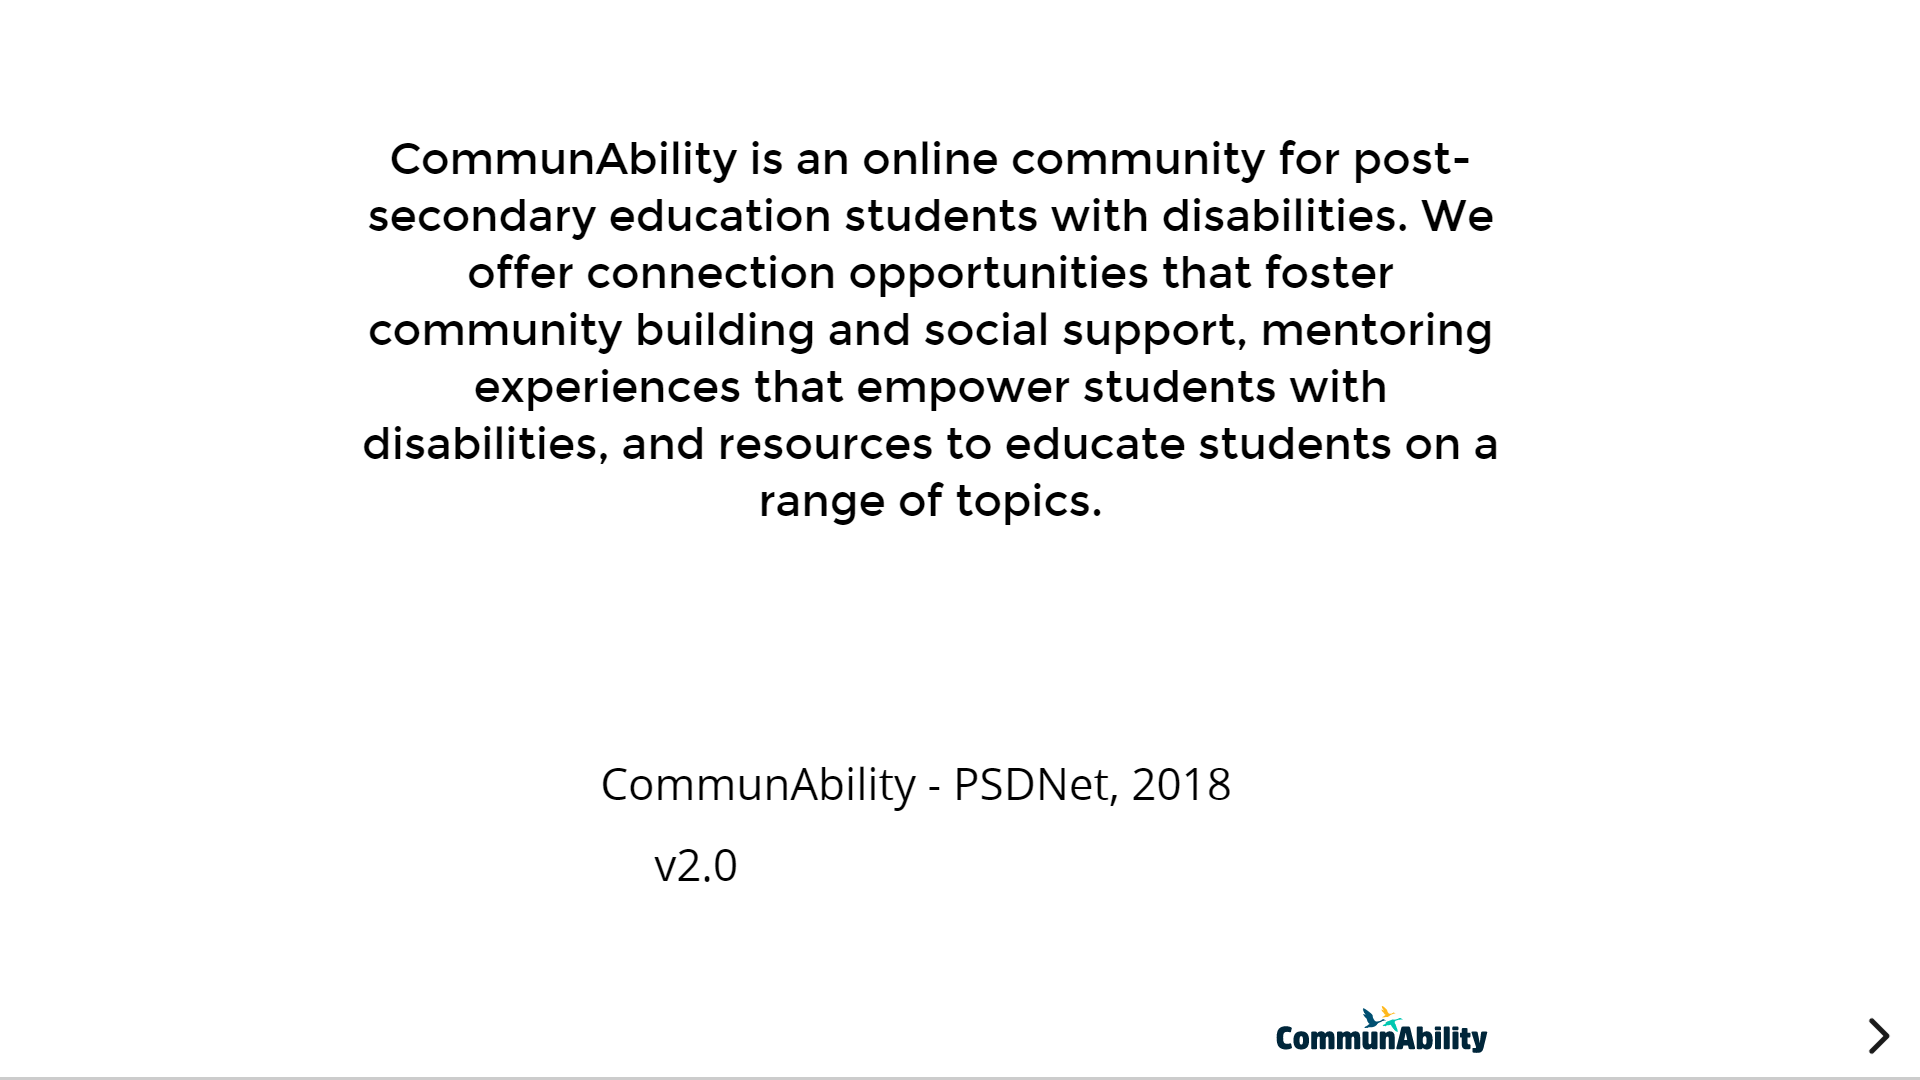 CommunAbility is an online community for post-
secondary education students with disabilities. We
offer connection opportunities that foster
community building and social support, mentoring
experiences that empower students with
disabilities, and resources to educate students on a
range of topics.
CommunAbility - PSDNet, 2018
v2.0
CommunAbility